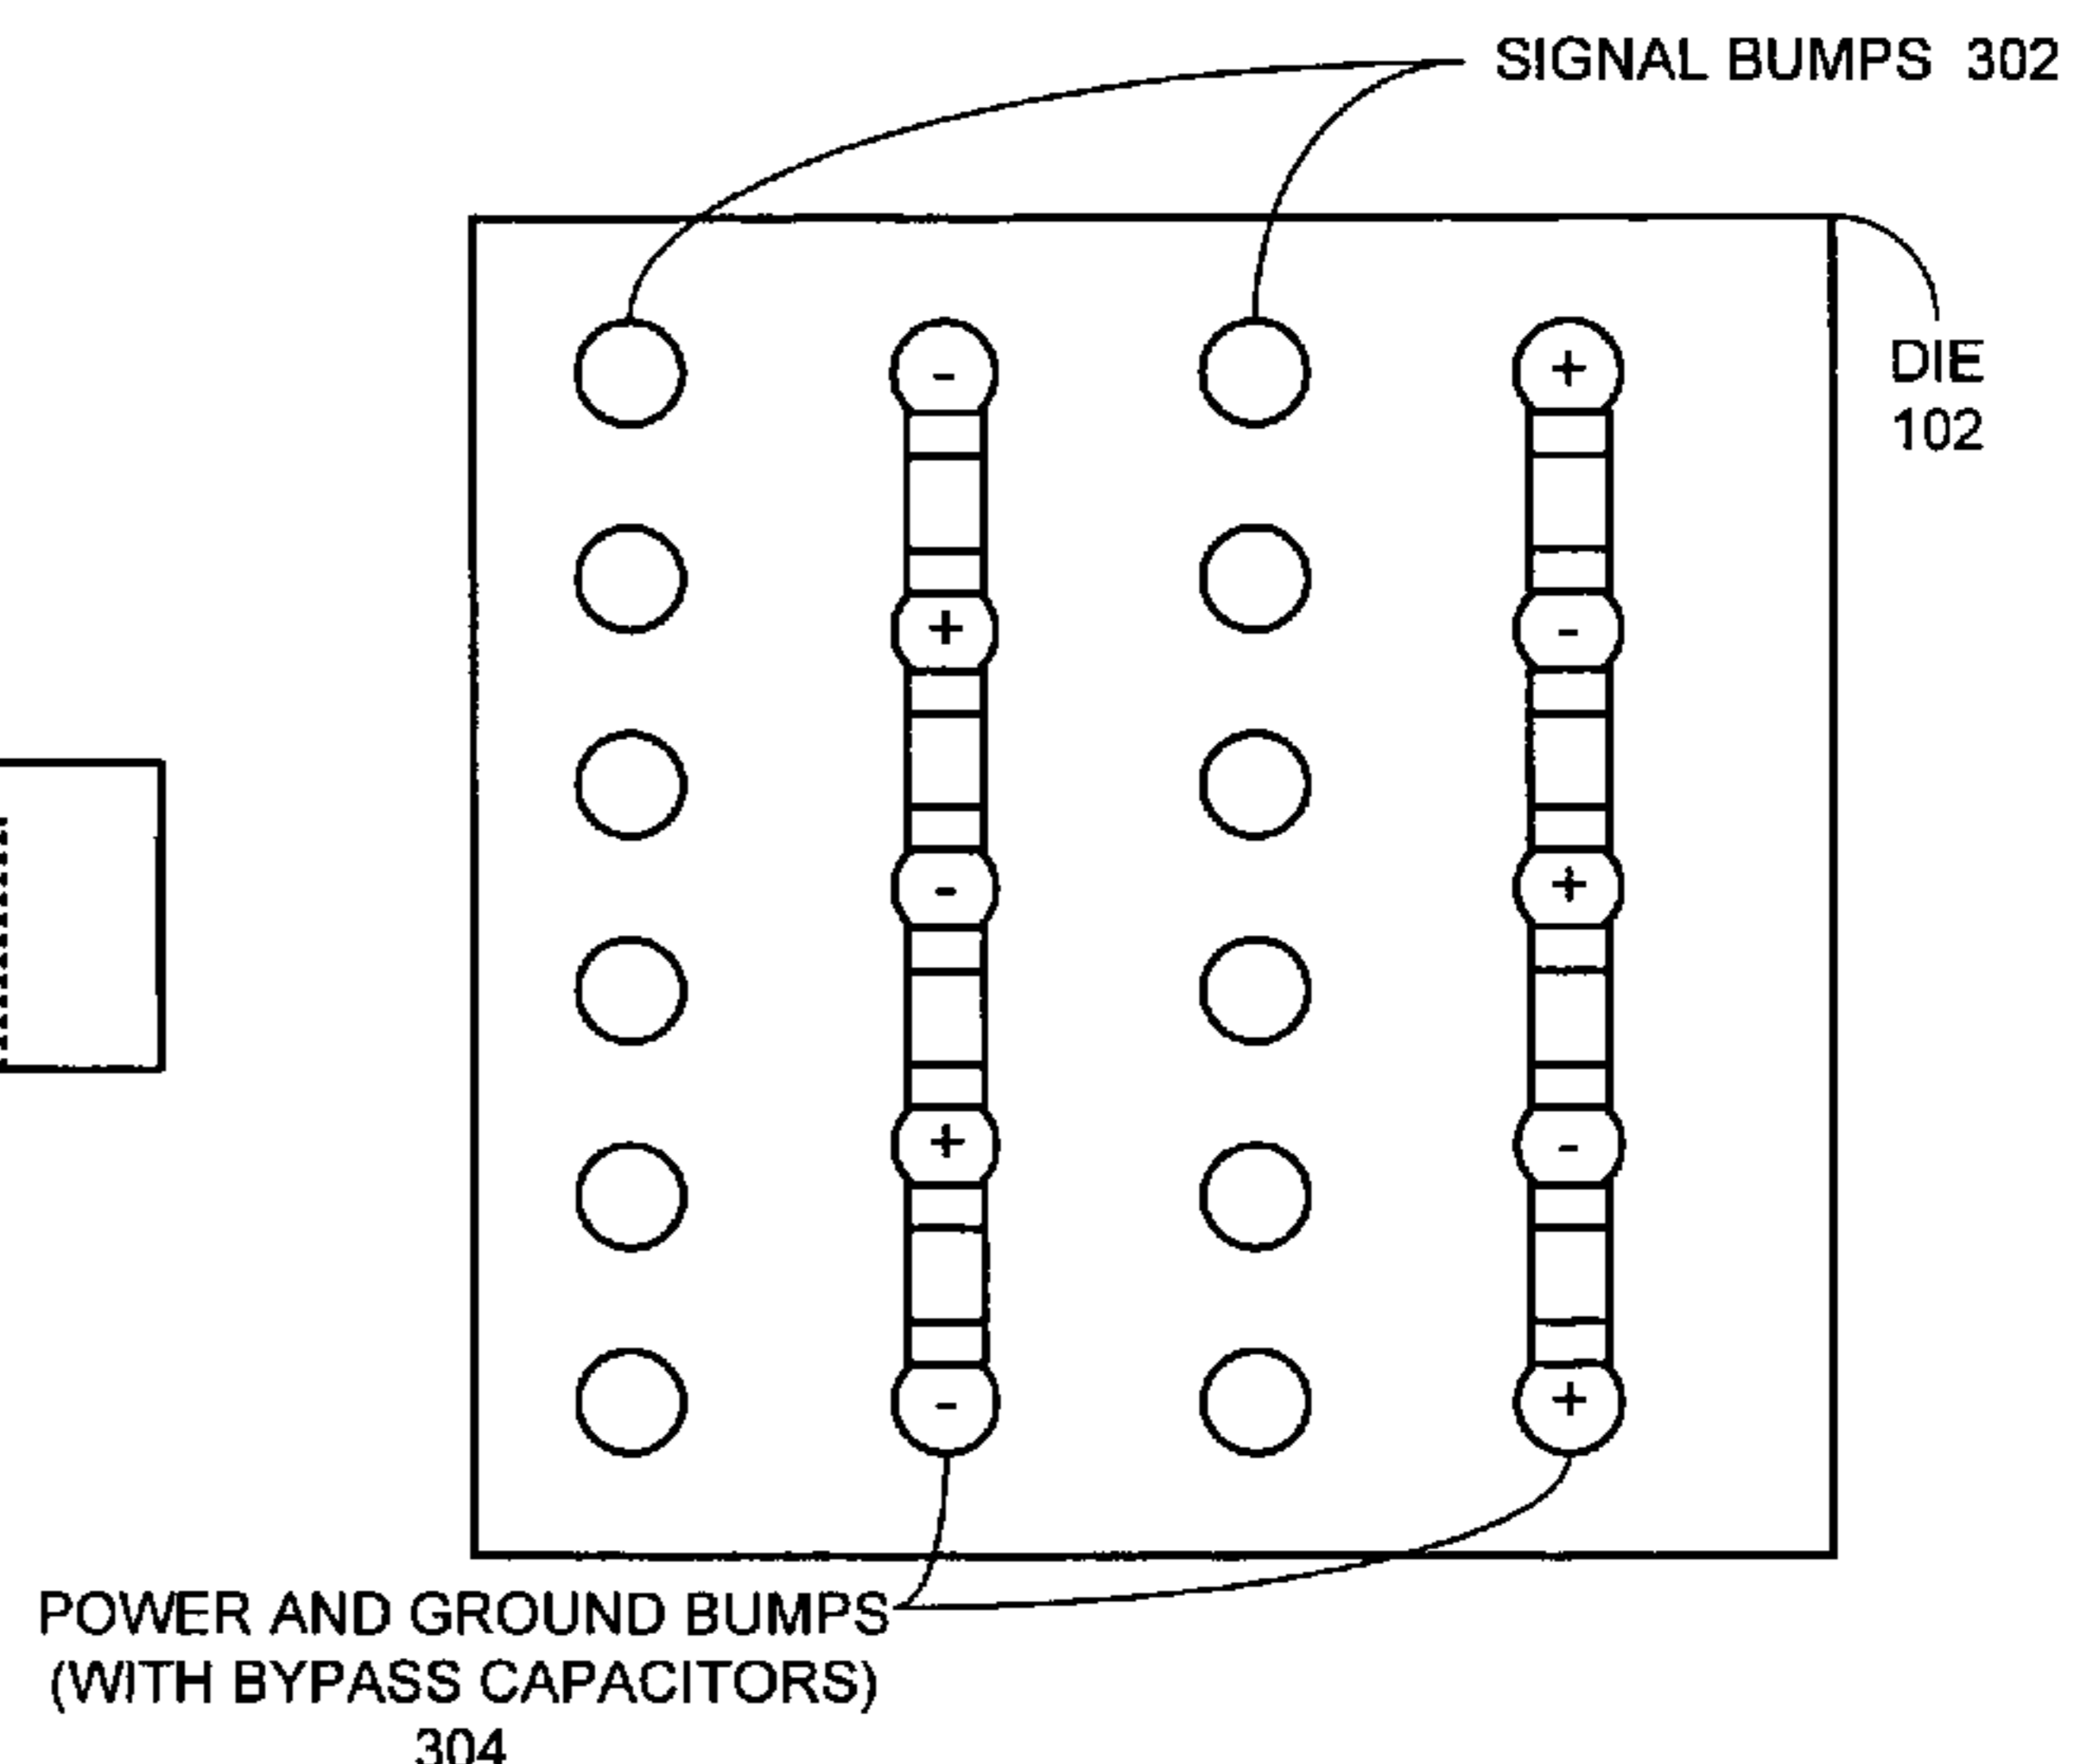 SIGNAL BUMPS 302
DIE
102
- +
+ -
- +
+ -
- +
POWER AND GROUND BUMPS
(WITH BYPASS CAPACITORS)
304